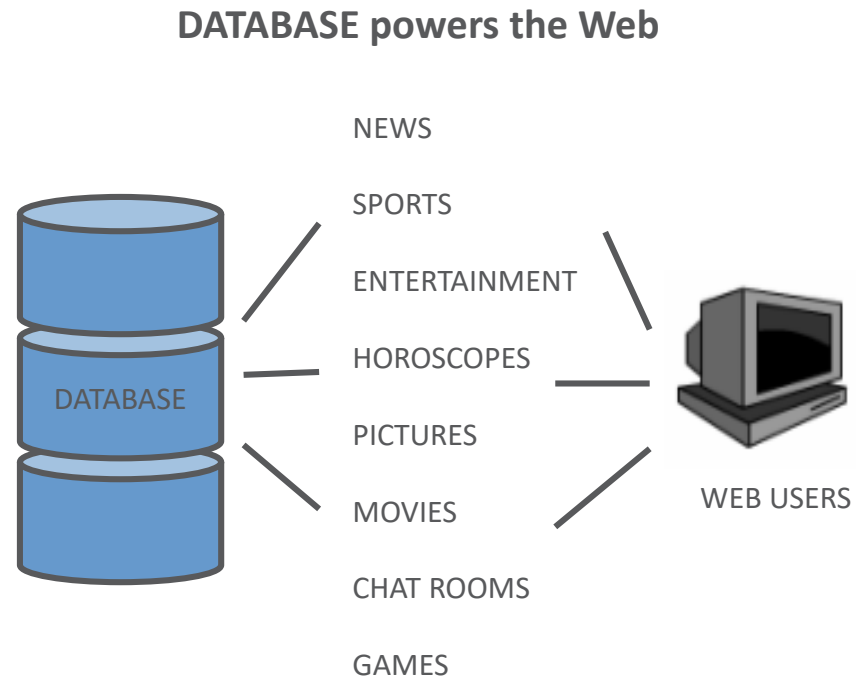 DATABASE powers the Web
NEWS
SPORTS
ENTERTAINMENT
HOROSCOPES
DATABASE
PICTURES
MOVIES
WEB USERS
CHAT ROOMS
GAMES